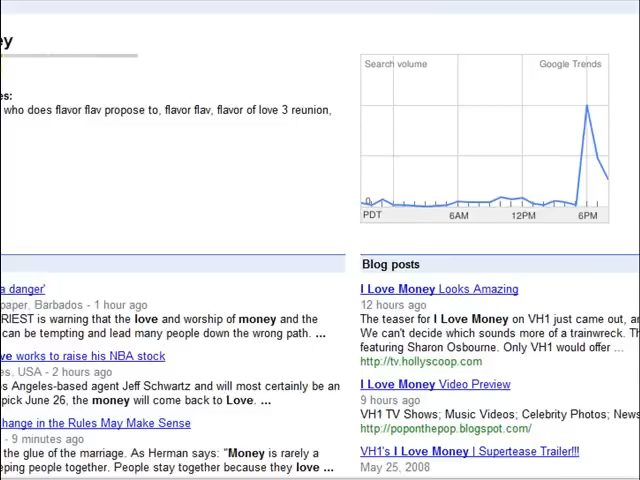 ey
Search volume
Google Trends
es:
who does flavor flav propose to, flavor flav, flavor of love 3 reunion,
0
PDT 6AM 12PM 6PM
a danger'
paper, Barbados - 1 hour ago
RIEST is warning that the love and worship of money and the
can be tempting and lead many people down the wrong path. ...
ve works to raise his NBA stock
es, USA - 2 hours ago
s Angeles-based agent Jeff Schwartz and will most certainly be an
pick June 26, the money will come back to Love. ...
hange in the Rules May Make Sense
- 9 minutes ago
the glue of marriage. As Herman says: "Money is rarely a
eping people together. People stay together because they love ...
Blog posts
I Love Money Looks Amazing
12 hours ago
The teaser for I Love Money on VH1 just came out, ar
We can't decide which sounds more of a trainwreck. Th
featuring Sharon Osbourne. Only VH1 would offer ...
http://tv.hollyscoop.com
I Love Money Video Preview
9 hours ago
VH1 TV Shows; Music Videos; Celebrity Photos; News
http://poponthepop.blogspot.com/
VH1's I Love Money | Supertease Trailer!!!
May 25, 2008